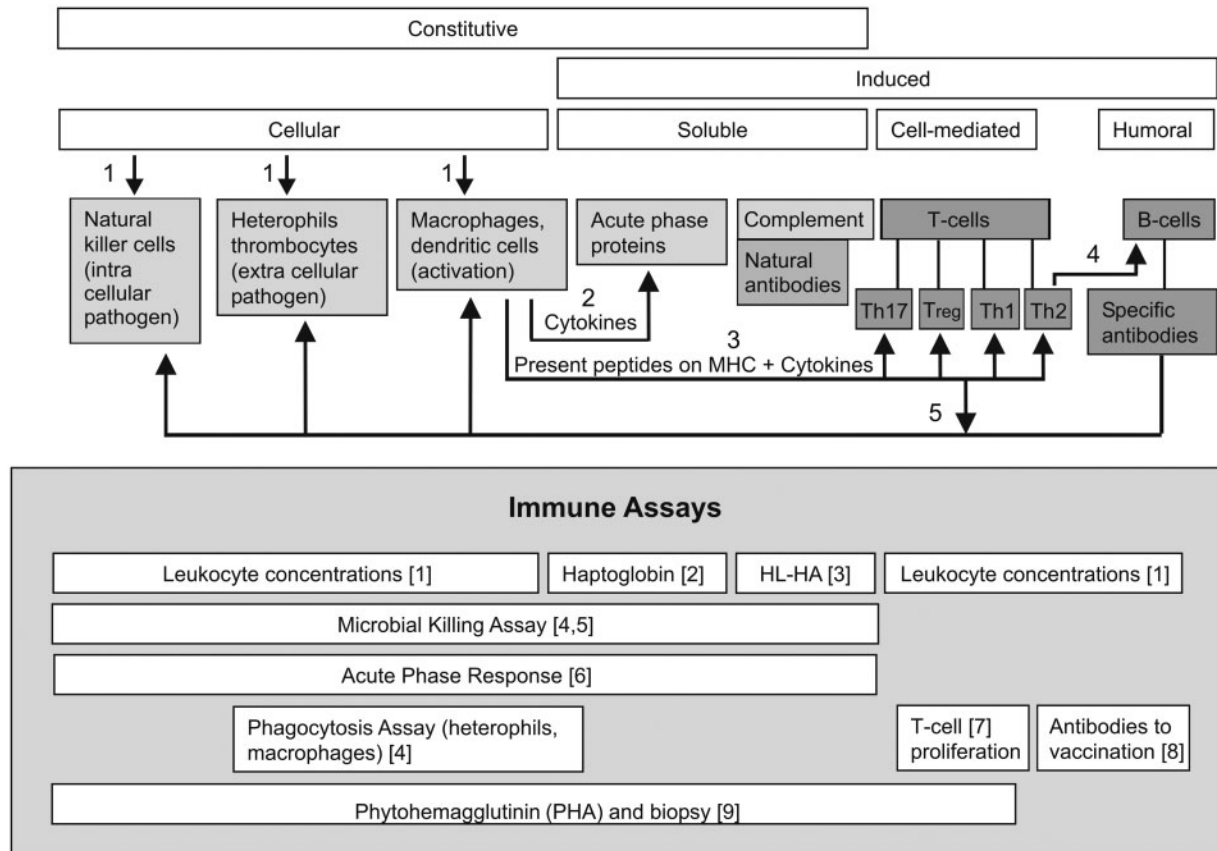 Constitutive
Induced
Cellular
Soluble
Cell-mediated
Humoral
1
1
1
Natural
killer cells
(intra
cellular
pathogen)
Heterophils
thrombocytes
(extra cellular
pathogen)
Macrophages,
dendritic cells
(activation)
Acute phase
proteins
Complement
Natural
antibodies
T-cells
B-cells
4
2
Cytokines
Th17
Treg
Th1
Th2
Specific
antibodies
3
Present peptides on MHC + Cytokines
5
Immune Assays
Leukocyte concentrations [1]
Haptoglobin [2]
HL-HA [3]
Leukocyte concentrations [1]
Microbial Killing Assay [4,5]
Acute Phase Response [6]
Phagocytosis Assay (heterophils,
macrophages) [4]
T-cell [7]
proliferation
Antibodies to
vaccination [8]
Phytohemagglutinin (PHA) and biopsy [9]